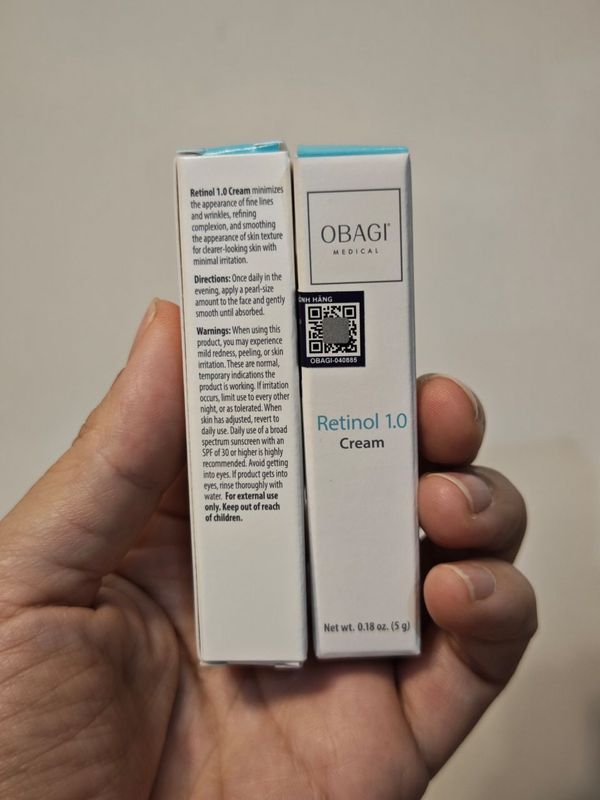 Retinol 1.0 Cream minimizes
the appearance of fine lines
and wrinkles, refining
complexion, and smoothing
the appearance of skin texture
for clearer-looking skin with
minimal irritation.
Directions: Once daily in the
evening, apply a pearl-size
amount to the face and gently
smooth until absorbed.
Warnings: When using this
product, you may experience
mild redness, peeling, or skin
irritation. These are normal,
temporary indications the
product is working. If irritation
occurs, limit use to every other
night, or as tolerated. When
skin has adjusted, revert to
daily use. Daily use of a broad
spectrum sunscreen with an
SPF of 30 or higher is highly
recommended. Avoid getting
into eyes. If product gets into
eyes, rinse thoroughly with
water. For external use
only. Keep out of reach
of children.
OBAGI®
MEDICAL
HÃNG
OBAGI-040885
Retinol 1.0
Cream
Net wt. 0.18 oz. (5 g)